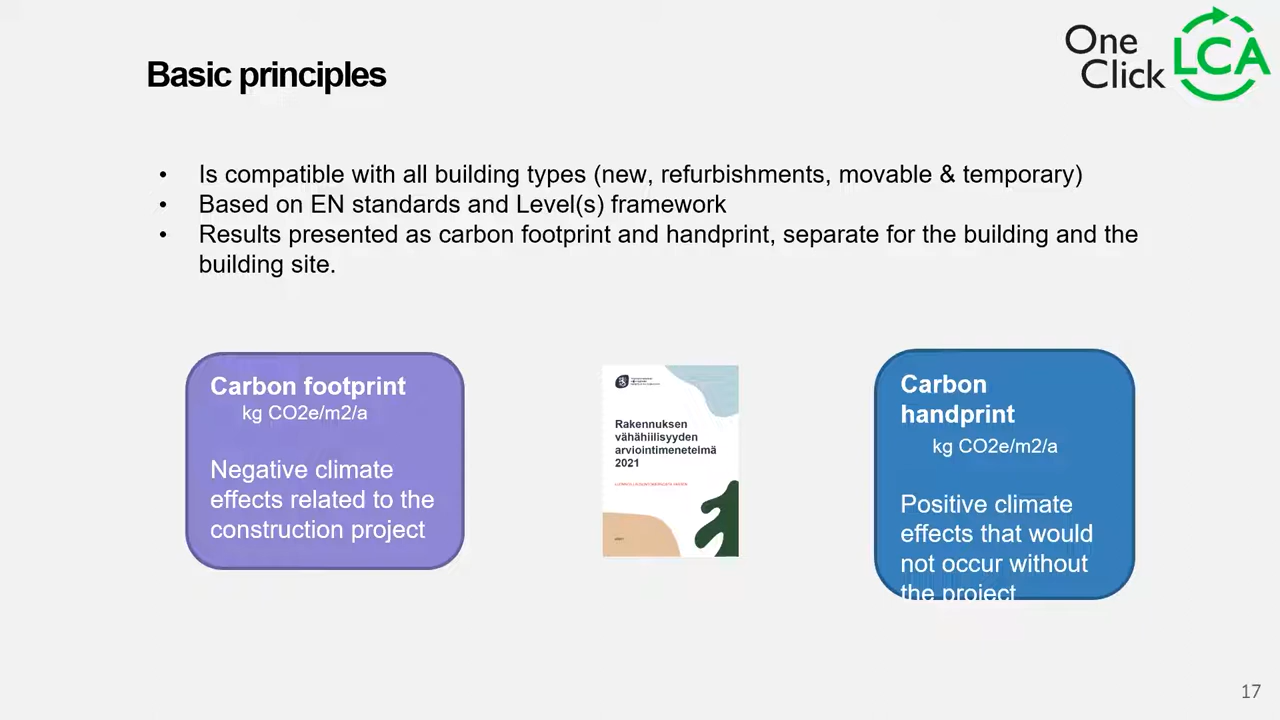 One
Click
LCA
Basic principles
• Is compatible with all building types (new, refurbishments, movable & temporary)
• Based on EN standards and Level(s) framework
• Results presented as carbon footprint and handprint, separate for the building and the
building site.
Carbon footprint
kg CO2e/m2/a
Negative climate
effects related to the
construction project
Rakennuksen
vähähiilisyyden
arviointimenetelmä
2021
Carbon
handprint
kg CO2e/m2/a
Positive climate
effects that would
not occur without
the project
17